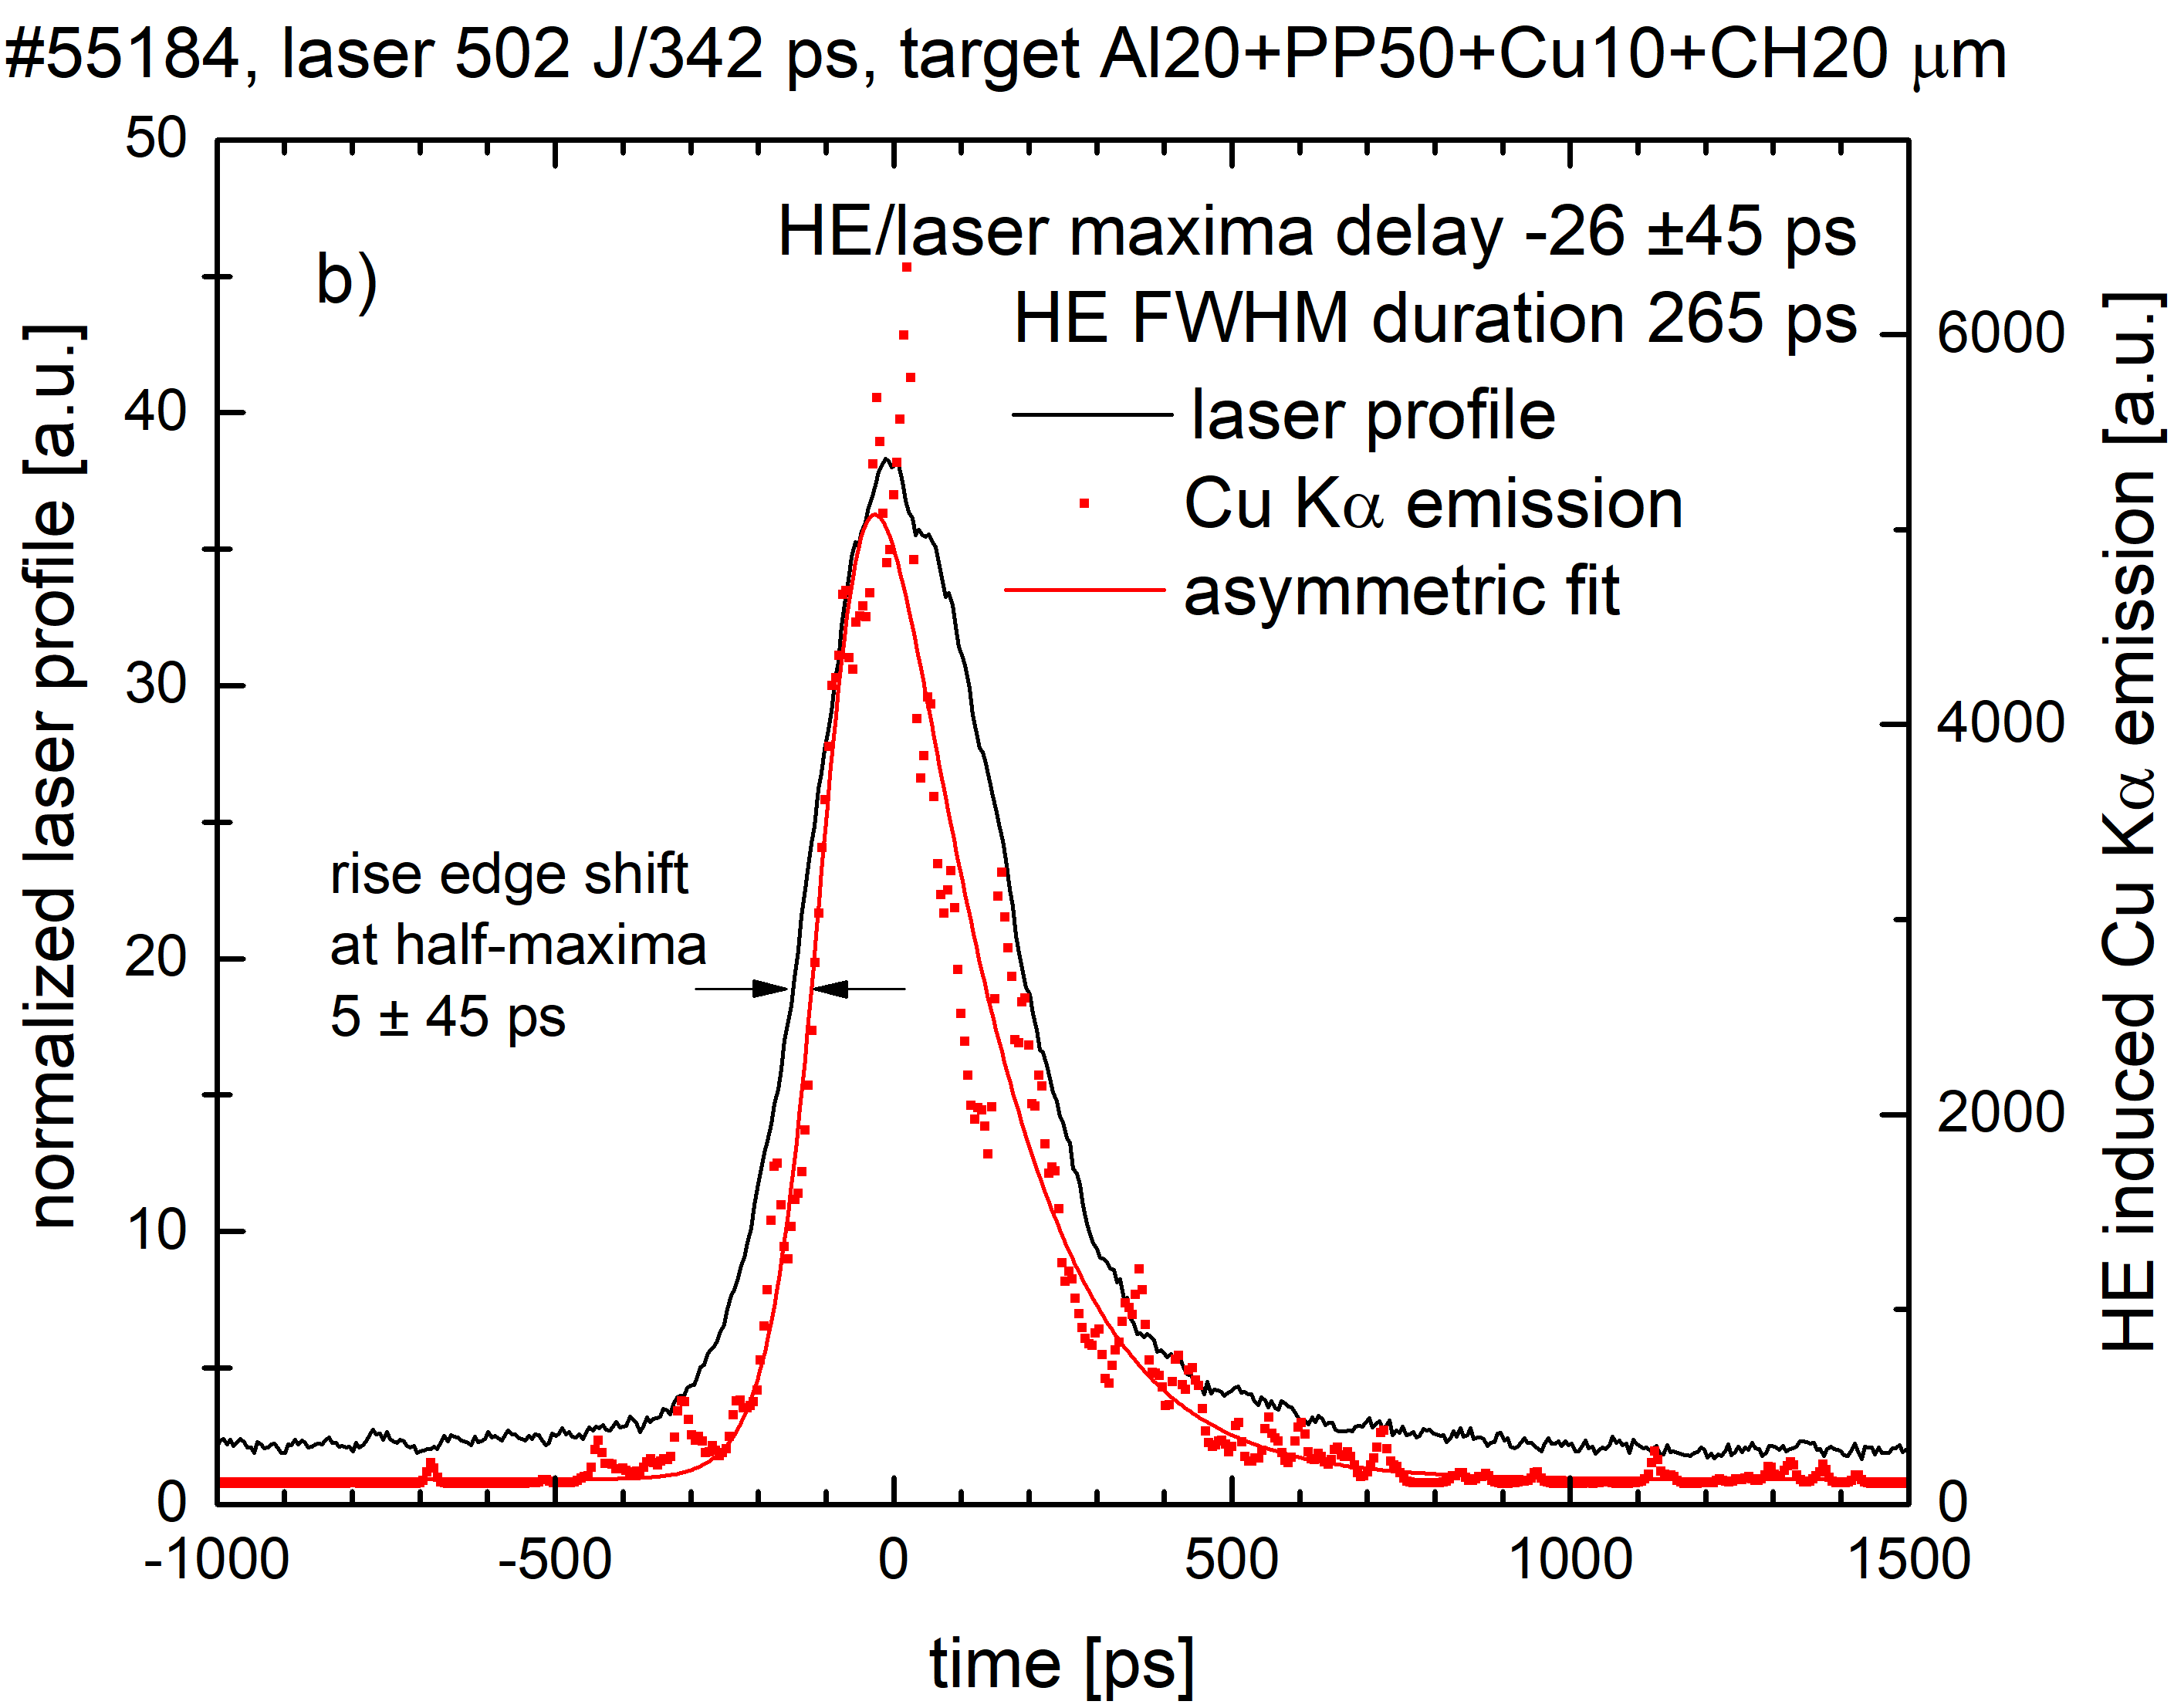 #55184, laser 502 J/342 ps, target Al20+PP50+Cu10+CH20 μm
b)
HE/laser maxima delay -26 ±45 ps
HE FWHM duration 265 ps
laser profile
Cu Kα emission
asymmetric fit
rise edge shift
at half-maxima
5 ± 45 ps
normalized laser profile [a.u.]
50
40
30
20
10
0
HE induced Cu Kα emission [a.u.]
6000
4000
2000
0
-1000 -500 0 500 1000 1500
time [ps]